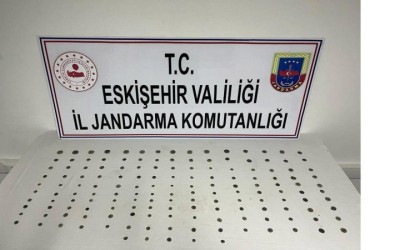 T.C.
ESKİŞEHİR VALİLİĞİ
İL JANDARMA KOMUTANLIĞI